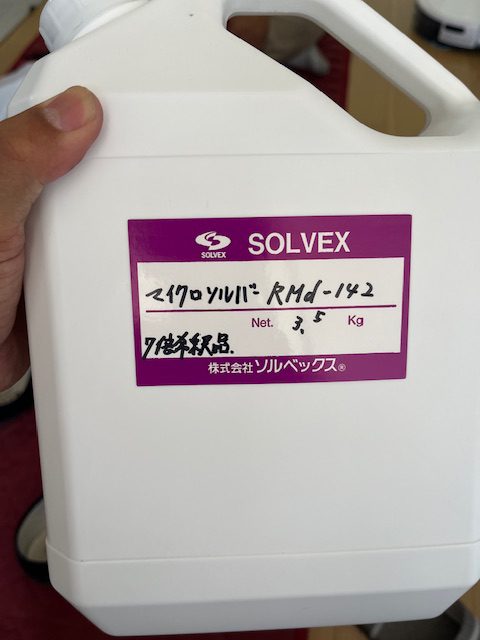 SOLVEX
SOLVEX
マイクロソルバー RMd-142
Net. 3.5 Kg
7倍希釈品.
株式会社ソルベックス®